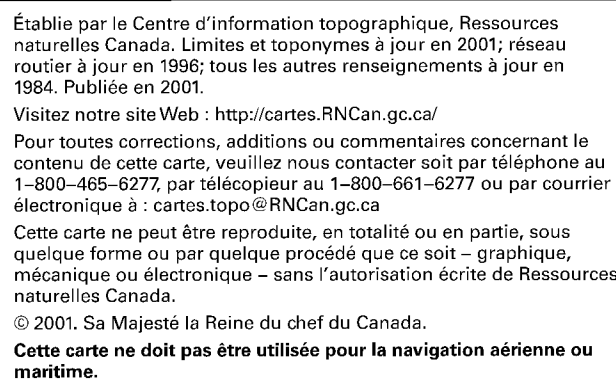 Établie par le Centre d'information topographique, Ressources
naturelles Canada. Limites et toponymes à jour en 2001; réseau
routier à jour en 1996; tous les autres renseignements à jour en
1984. Publiée en 2001.
Visitez notre site Web : http://cartes.RNCan.gc.ca/
Pour toutes corrections, additions ou commentaires concernant le
contenu de cette carte, veuillez nous contacter soit par téléphone au
1–800–465–6277, par télécopieur au 1–800–661–6277 ou par courrier
électronique à : cartes.topo@RNCan.gc.ca
Cette carte ne peut être reproduite, en totalité ou en partie, sous
quelque forme ou par quelque procédé que ce soit – graphique,
mécanique ou électronique – sans l'autorisation écrite de Ressources
naturelles Canada.
© 2001. Sa Majesté la Reine du chef du Canada.
Cette carte ne doit pas être utilisée pour la navigation aérienne ou
maritime.